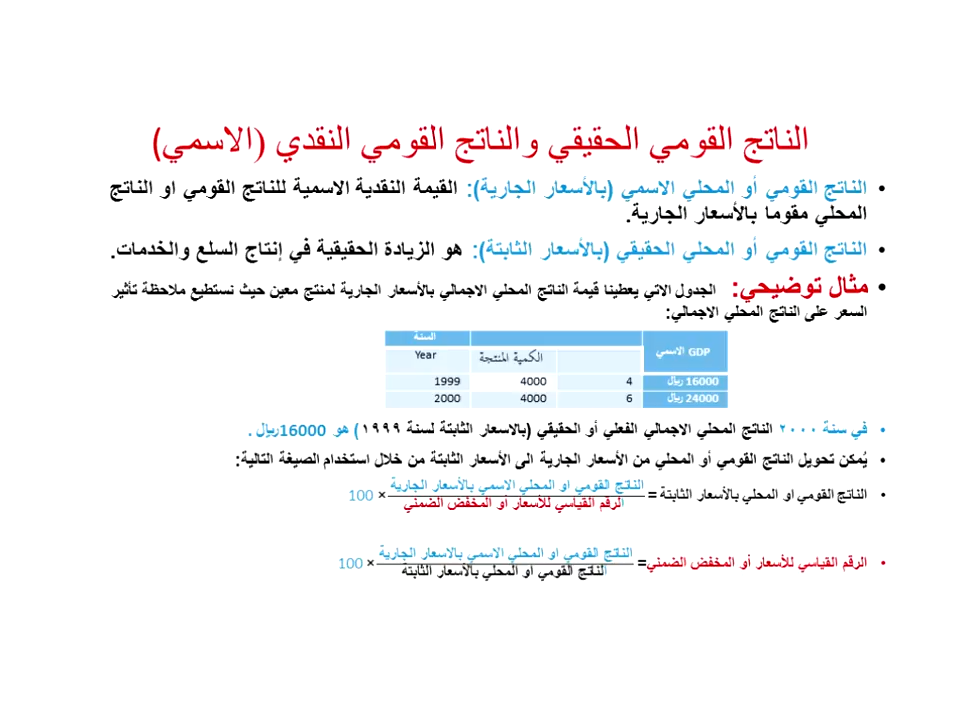 الناتج القومي الحقيقي والناتج القومي النقدي (الاسمي)
• الناتج القومي أو المحلي الاسمي (بالأسعار الجارية): القيمة النقدية الاسمية للناتج القومي او الناتج
المحلي مقوما بالأسعار الجارية.
• الناتج القومي أو المحلي الحقيقي (بالأسعار الثابتة): هو الزيادة الحقيقية في إنتاج السلع والخدمات.
• مثال توضيحي: الجدول الاتي يعطينا قيمة الناتج المحلي الاجمالي بالأسعار الجارية لمنتج معين حيث نستطيع ملاحظة تأثير
السعر على الناتج المحلي الاجمالي:
GDP الاسمي السنة
الكمية المنتجة Year
16000 ريال 4 4000 1999
24000 ريال 6 4000 2000
• في سنة ٢٠٠٠ الناتج المحلي الاجمالي الفعلي أو الحقيقي (بالاسعار الثابتة لسنة ١٩٩٩) هو 16000ريال .
• يُمكن تحويل الناتج القومي أو المحلي من الأسعار الجارية الى الأسعار الثابتة من خلال استخدام الصيغة التالية:
• الناتج القومي او المحلي بالأسعار الثابتة = الناتج القومي او المحلي الاسمي بالأسعار الجارية
الرقم القياسي للأسعار أو المخفض الضمني × 100
• الرقم القياسي للأسعار أو المخفض الضمني= الناتج القومي او المحلي الاسمي بالاسعار الجارية
الناتج القومي او المحلي بالأسعار الثابتة × 100